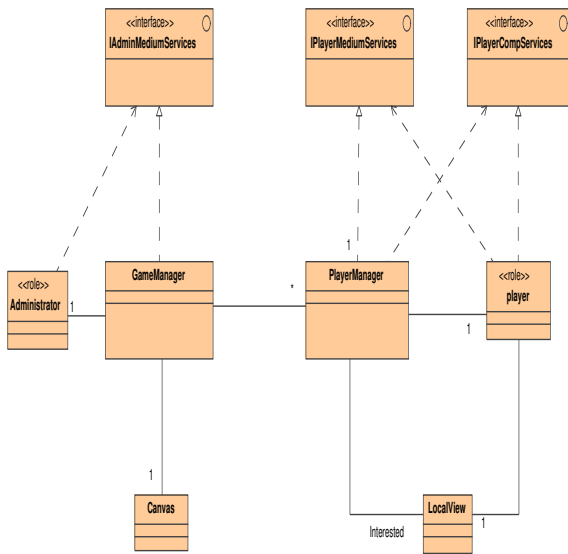 <<interface>>
IAdminMediumServices
<<interface>>
IPlayerMediumServices
<<interface>>
IPlayerCompServices
1
<<role>>
Administrator
1
GameManager
*
PlayerManager
1
<<role>>
player
1
Canvas
Interested
LocalView
1